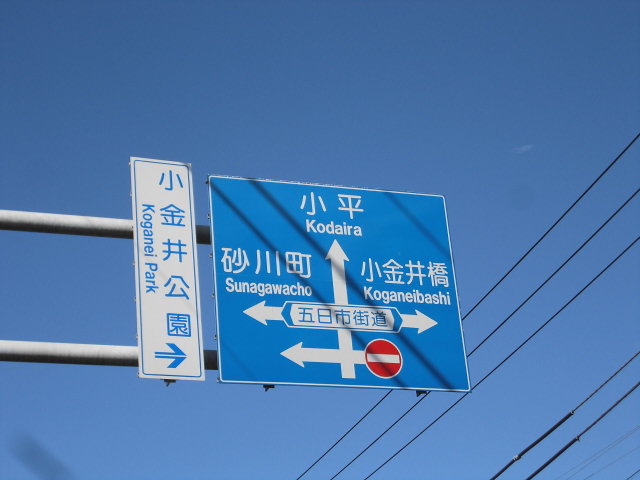 小金井公園
Koganei Park
小平
Kodaira
砂川町
Sunagawacho
小金井橋
Koganeibashi
五日市街道